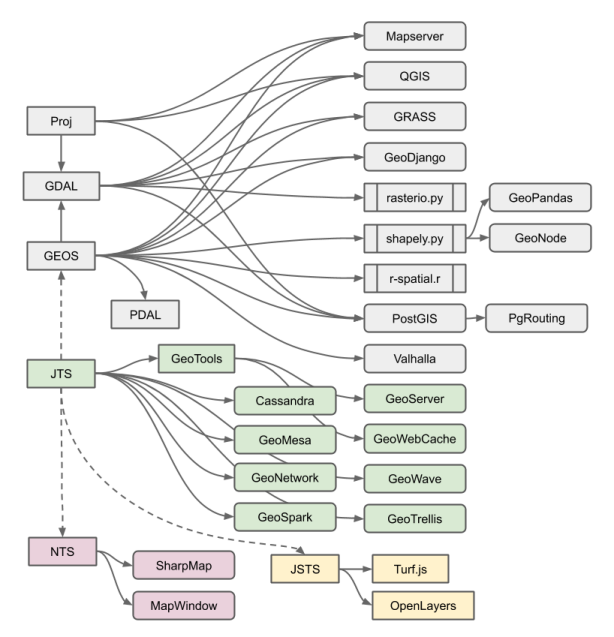 Mapserver
QGIS
Proj
GRASS
GeoDjango
GDAL
rasterio.py
GeoPandas
shapely.py
GeoNode
GEOS
r-spatial.r
PDAL
PostGIS
PgRouting
GeoTools
Valhalla
JTS
Cassandra
GeoServer
GeoMesa
GeoWebCache
GeoNetwork
GeoWave
GeoSpark
GeoTrellis
NTS
SharpMap
JSTS
Turf.js
MapWindow
OpenLayers